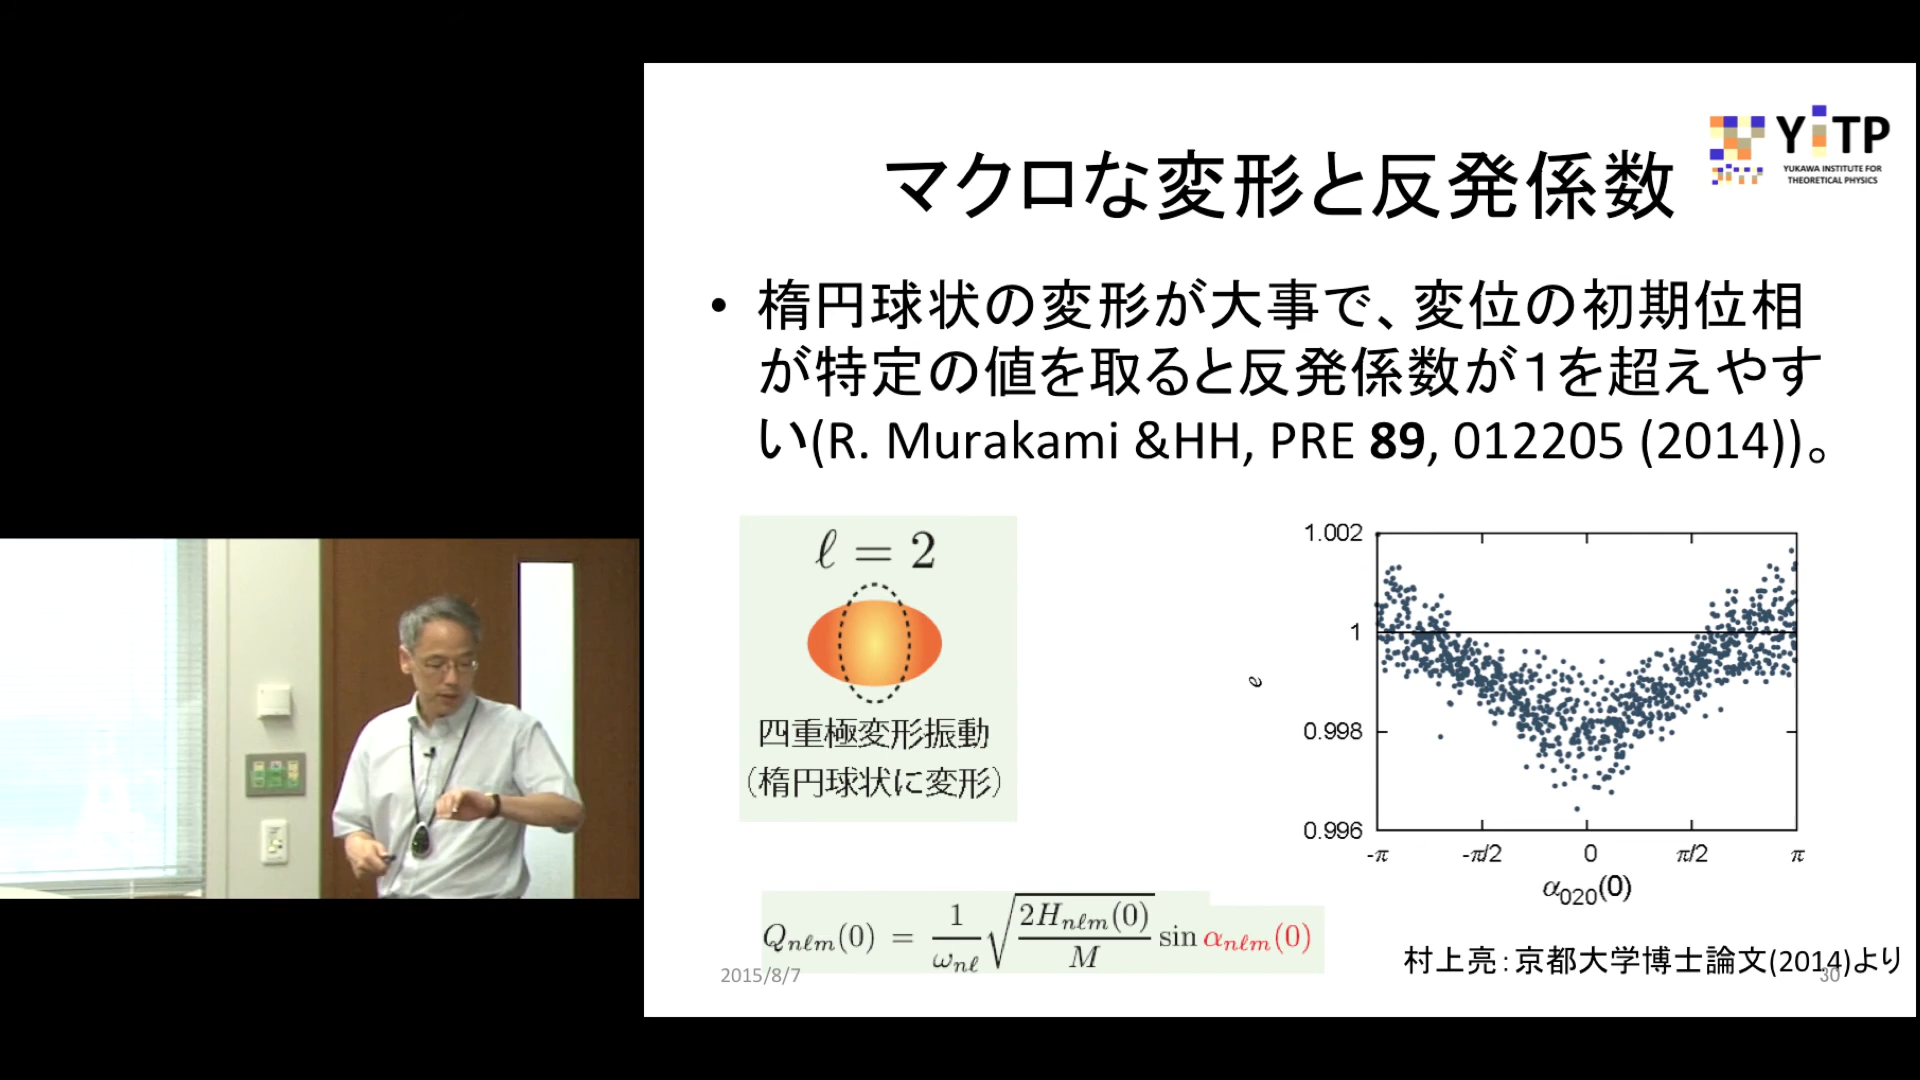 YiTP
YUKAWA INSTITUTE FOR
THEORETICAL PHYSICS
マクロな変形と反発係数
• 楕円球状の変形が大事で、変位の初期位相
が特定の値を取ると反発係数が1を超えやす
い(R. Murakami &HH, PRE 89, 012205 (2014))。
ℓ = 2
四重極変形振動
(楕円球状に変形)
1.002
1
0.998
0.996
e
-π -π/2 0 π/2 π
α020(0)
Qnℓm(0) = 1/ωnℓ √(2Hnℓm(0)/M) sin αnℓm(0)
村上亮：京都大学博士論文(2014)より
2015/8/7
30